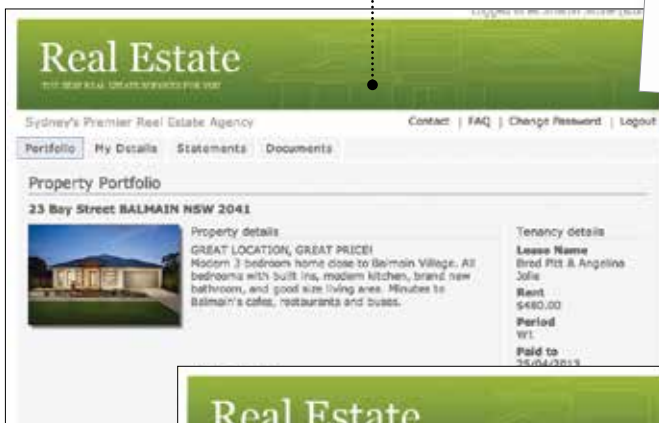 Real Estate
Sydney's Premier Real Estate Agency
Contact | FAQ | Change Password | Logout
Portfolio My Details Statements Documents
Property Portfolio
23 Bay Street BALMAIN NSW 2041
Property details
GREAT LOCATION, GREAT PRICE!
Modern 3 bedroom home close to Balmain Village. All
bedrooms with built ins, modern kitchen, brand new
bathroom, and good size living area. Minutes to
Balmain's cafes, restaurants and buses.
Tenancy details
Lease Name
Brad Pitt & Angelina
Jolie
Rent
$480.00
Period
W1
Paid to
25/04/2013
Real Estate